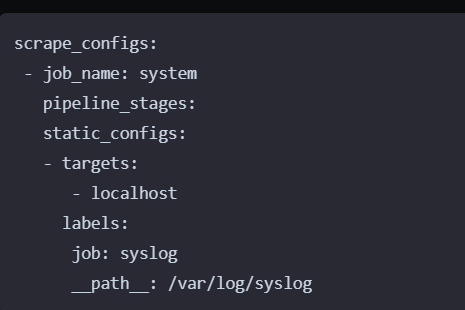 scrape_configs:
 - job_name: system
   pipeline_stages:
   static_configs:
   - targets:
      - localhost
     labels:
      job: syslog
      __path__: /var/log/syslog